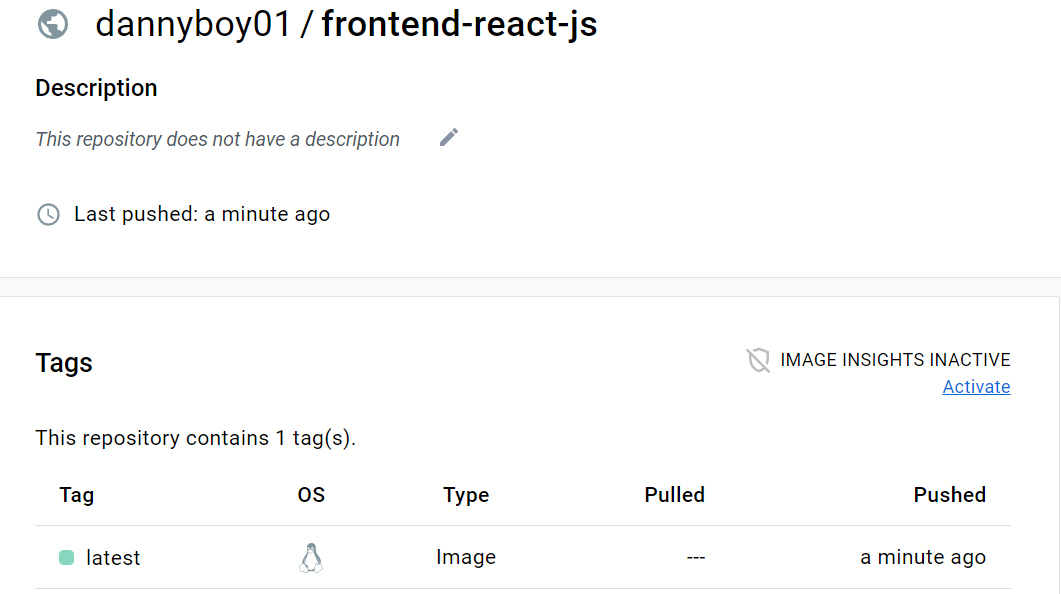 dannyboy01 / frontend-react-js
Description
This repository does not have a description
Last pushed: a minute ago
Tags
IMAGE INSIGHTS INACTIVE
Activate
This repository contains 1 tag(s).
Tag OS Type Pulled Pushed
latest Image --- a minute ago